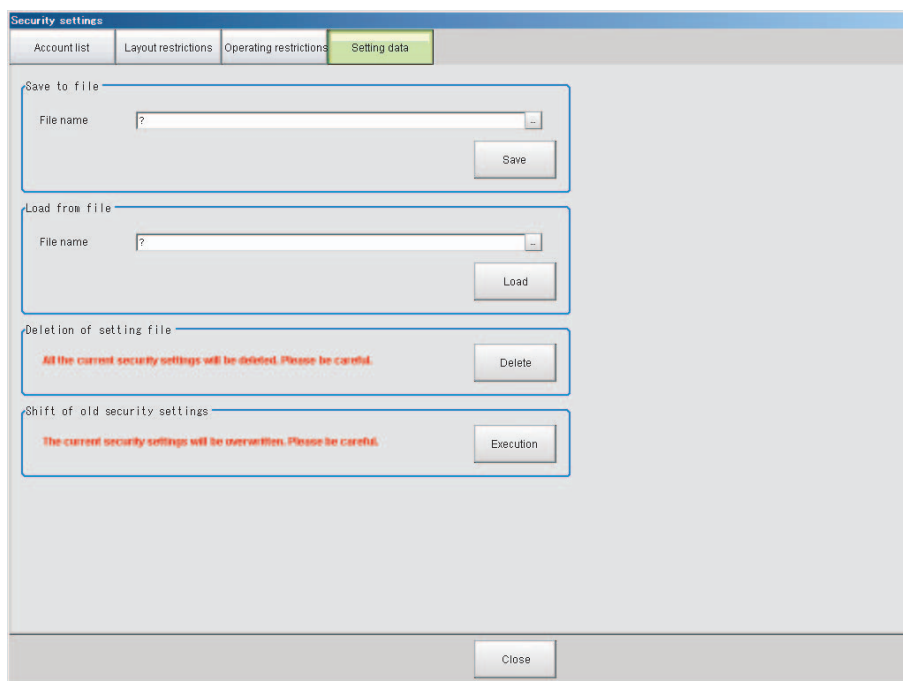 Security settings
Account list Layout restrictions Operating restrictions Setting data
Save to file
File name ? ...
Save
Load from file
File name ? ...
Load
Deletion of setting file
All the current security settings will be deleted. Please be careful.
Delete
Shift of old security settings
The current security settings will be overwritten. Please be careful.
Execution
Close